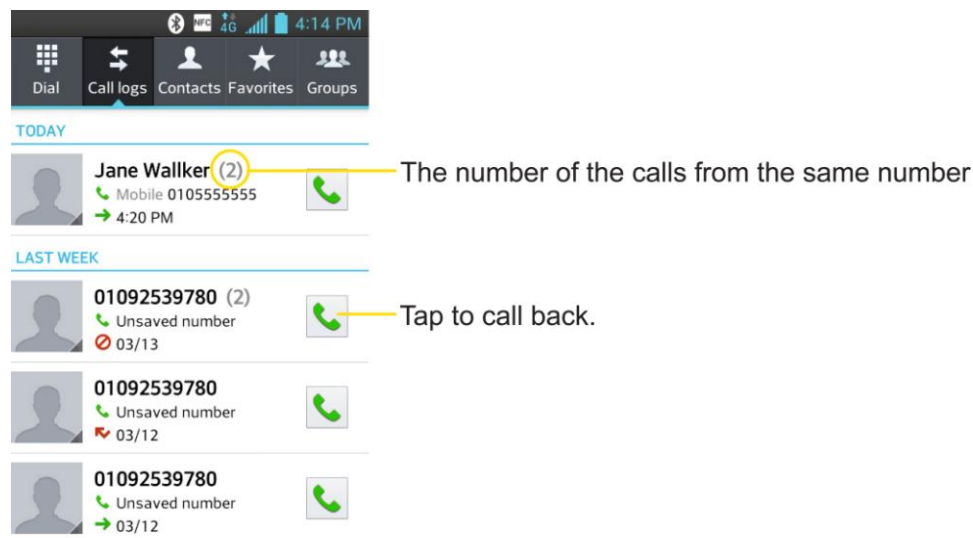 NFC 4G 4:14 PM
Dial Call logs Contacts Favorites Groups
TODAY
Jane Wallker (2)
The number of the calls from the same number
Mobile 0105555555
4:20 PM
LAST WEEK
01092539780 (2)
Unsaved number
Tap to call back.
03/13
01092539780
Unsaved number
03/12
01092539780
Unsaved number
03/12